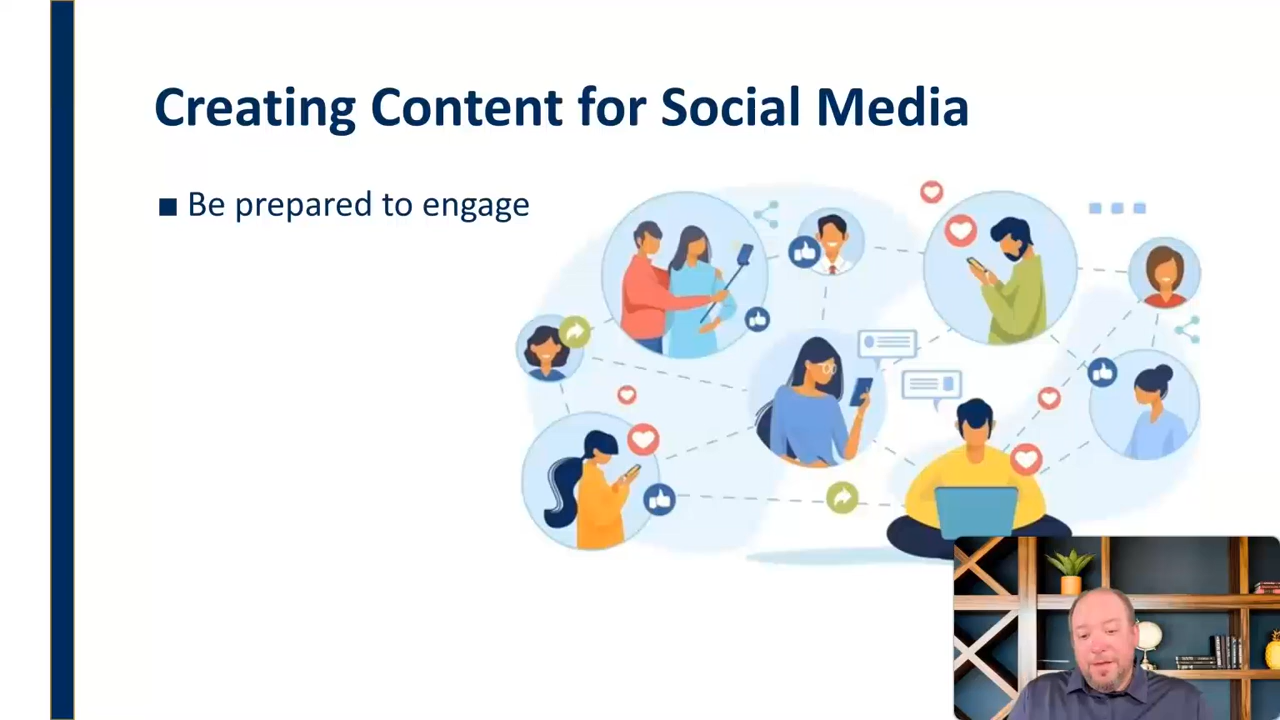 Creating Content for Social Media
■ Be prepared to engage